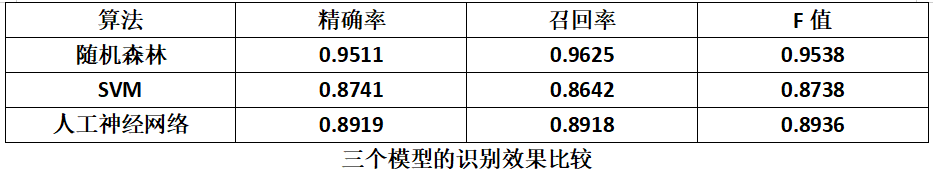 算法 精确率 召回率 F 值
随机森林 0.9511 0.9625 0.9538
SVM 0.8741 0.8642 0.8738
人工神经网络 0.8919 0.8918 0.8936
三个模型的识别效果比较